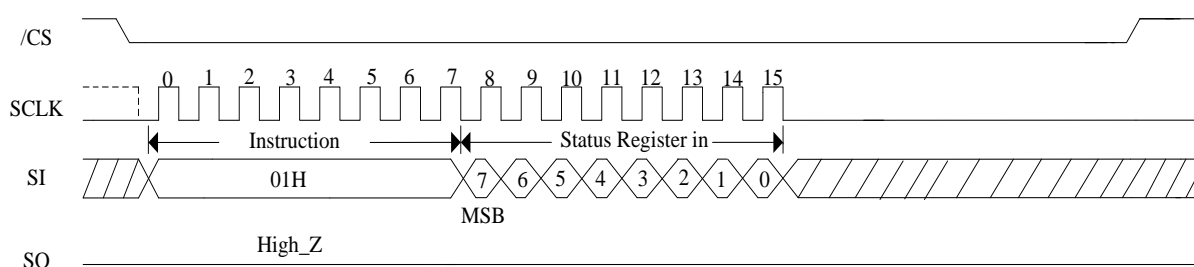 /CS
0 1 2 3 4 5 6 7 8 9 10 11 12 13 14 15
SCLK
Instruction Status Register in
SI 01H 7 6 5 4 3 2 1 0
MSB
High_Z
SO